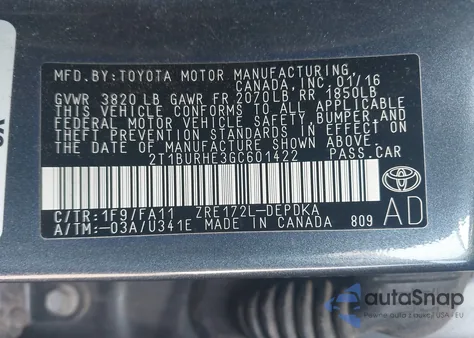 MFD.BY: TOYOTA MOTOR MANUFACTURING
CANADA, INC. 01/16
GVWR 3820 LB GAWR FR 2070LB RR 1850LB
THIS VEHICLE CONFORMS TO ALL APPLICABLE
FEDERAL MOTOR VEHICLE SAFETY, BUMPER AND
THEFT PREVENTION STANDARDS IN EFFECT ON
THE DATE OF MANUFACTURE SHOWN ABOVE.
2T1BURHE3GC601422 PASS.CAR
C/TR: 1F9/FA11 ZRE172L-DEPDKA
A/TM: -03A/U341E MADE IN CANADA 809
AD
autoSnap